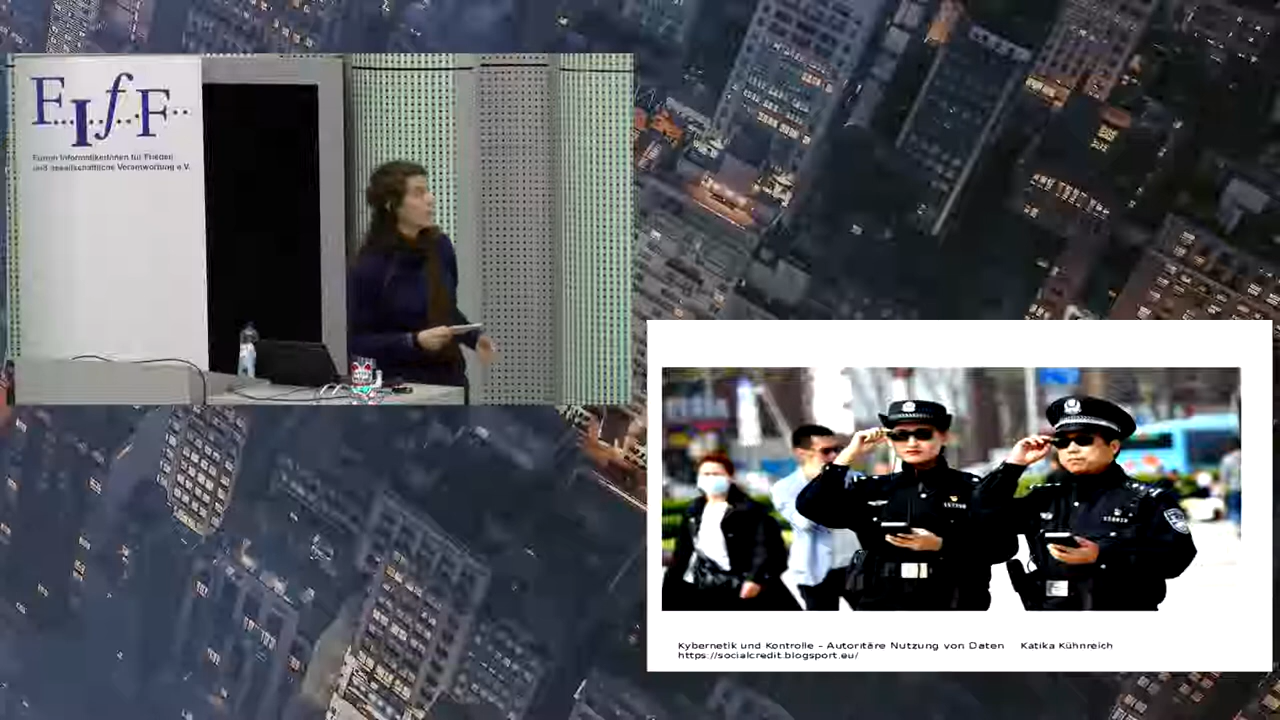 FIfF
Forum InformatikerInnen für Frieden
und gesellschaftliche Verantwortung e.V.
Kybernetik und Kontrolle – Autoritäre Nutzung von Daten Katika Kühnreich
https://socialcredit.blogsport.eu/